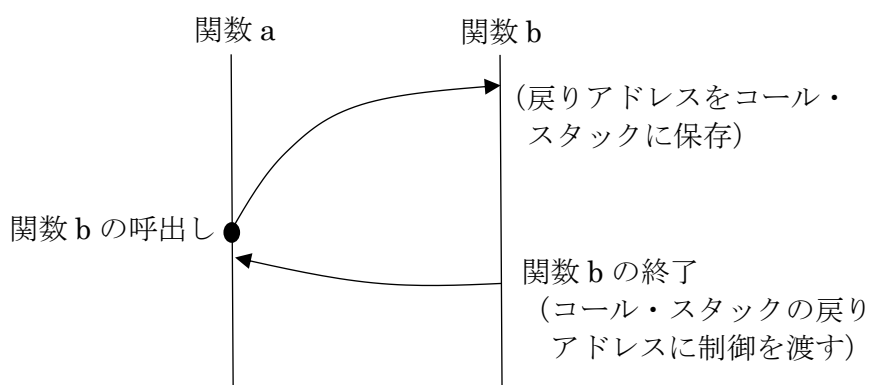 関数 a
関数 b
（戻りアドレスをコール・
スタックに保存）
関数 b の呼出し
関数 b の終了
（コール・スタックの戻り
アドレスに制御を渡す）